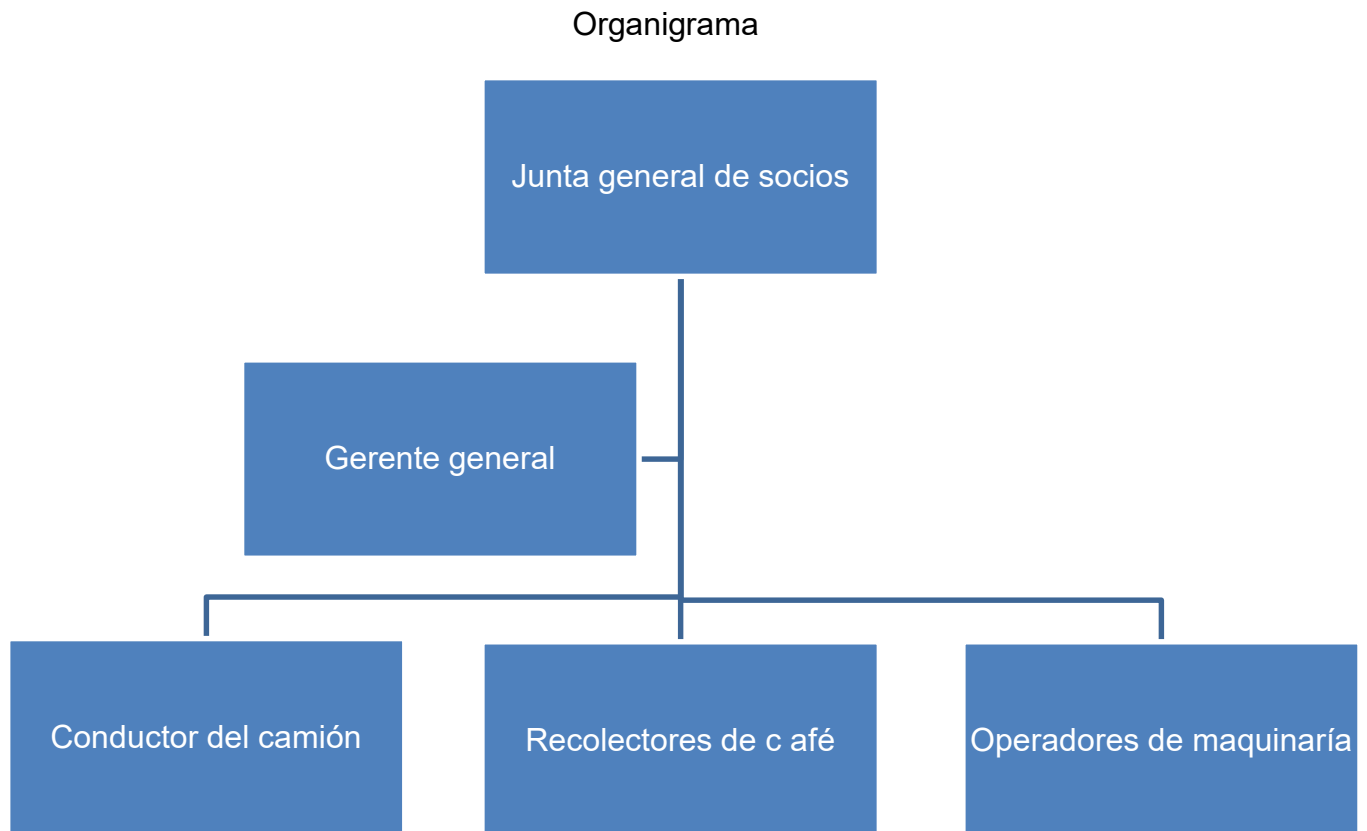 Organigrama
Junta general de socios
Gerente general
Conductor del camión
Recolectores de c afé
Operadores de maquinaría